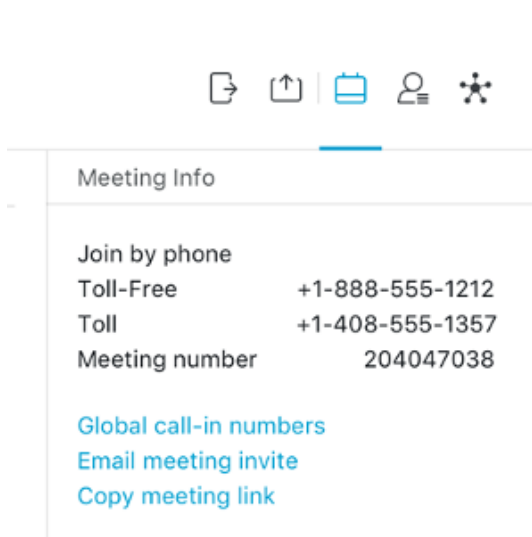 Meeting Info
Join by phone
Toll-Free +1-888-555-1212
Toll +1-408-555-1357
Meeting number 204047038
Global call-in numbers
Email meeting invite
Copy meeting link